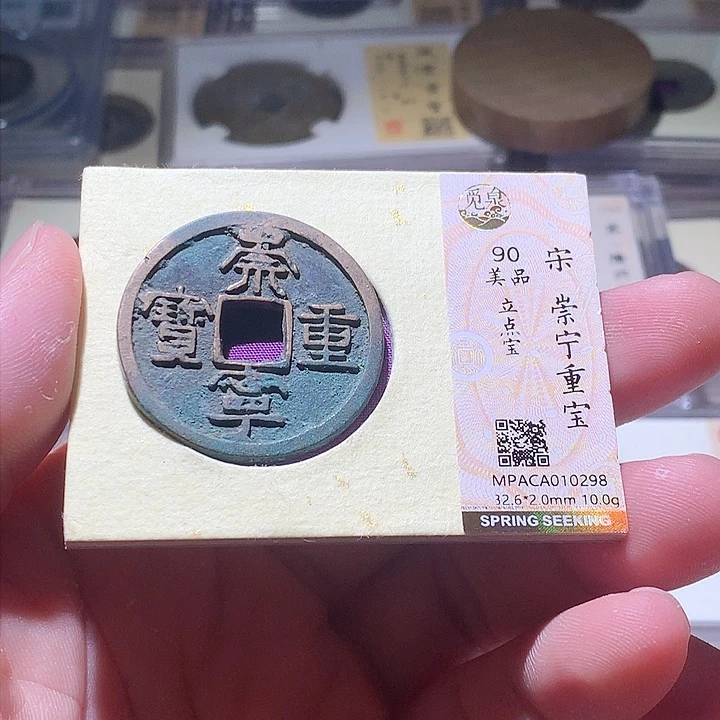 崇
寧
重
寶
觅泉
90
美品
立点宝
宋 崇宁重宝
MPACA010298
32.6*2.0mm 10.0g
SPRING SEEKING